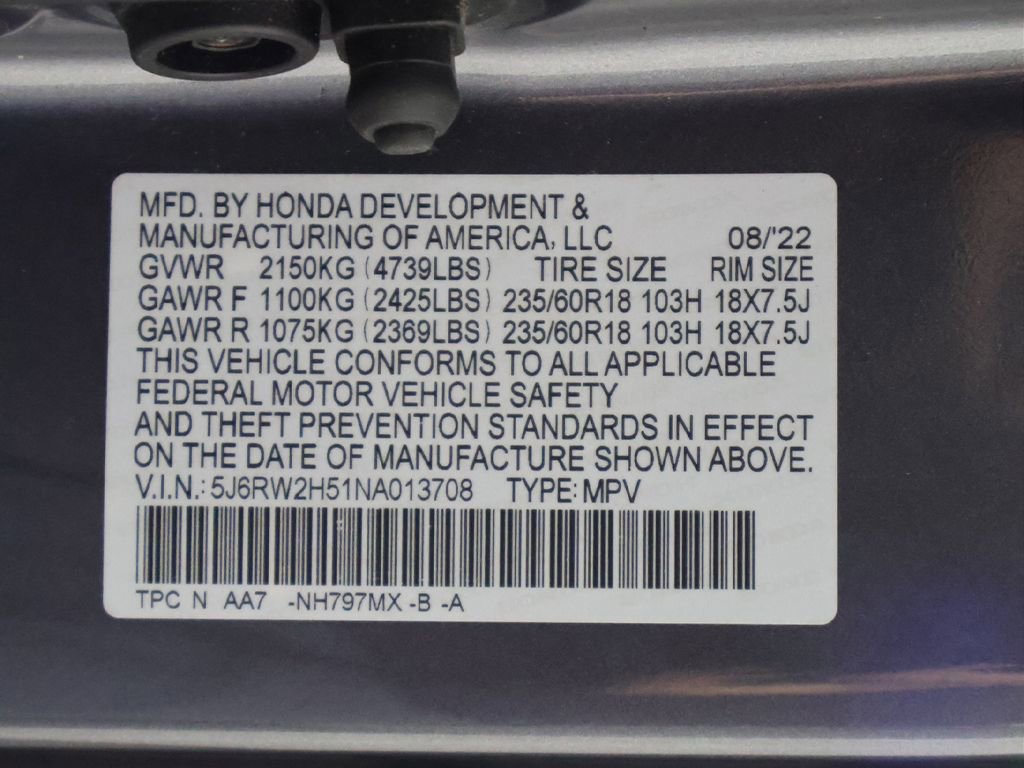 MFD. BY HONDA DEVELOPMENT &
MANUFACTURING OF AMERICA, LLC 08/'22
GVWR 2150KG (4739LBS) TIRE SIZE RIM SIZE
GAWR F 1100KG (2425LBS) 235/60R18 103H 18X7.5J
GAWR R 1075KG (2369LBS) 235/60R18 103H 18X7.5J
THIS VEHICLE CONFORMS TO ALL APPLICABLE
FEDERAL MOTOR VEHICLE SAFETY
AND THEFT PREVENTION STANDARDS IN EFFECT
ON THE DATE OF MANUFACTURE SHOWN ABOVE.
V.I.N.: 5J6RW2H51NA013708 TYPE: MPV
TPC N AA7 -NH797MX -B -A